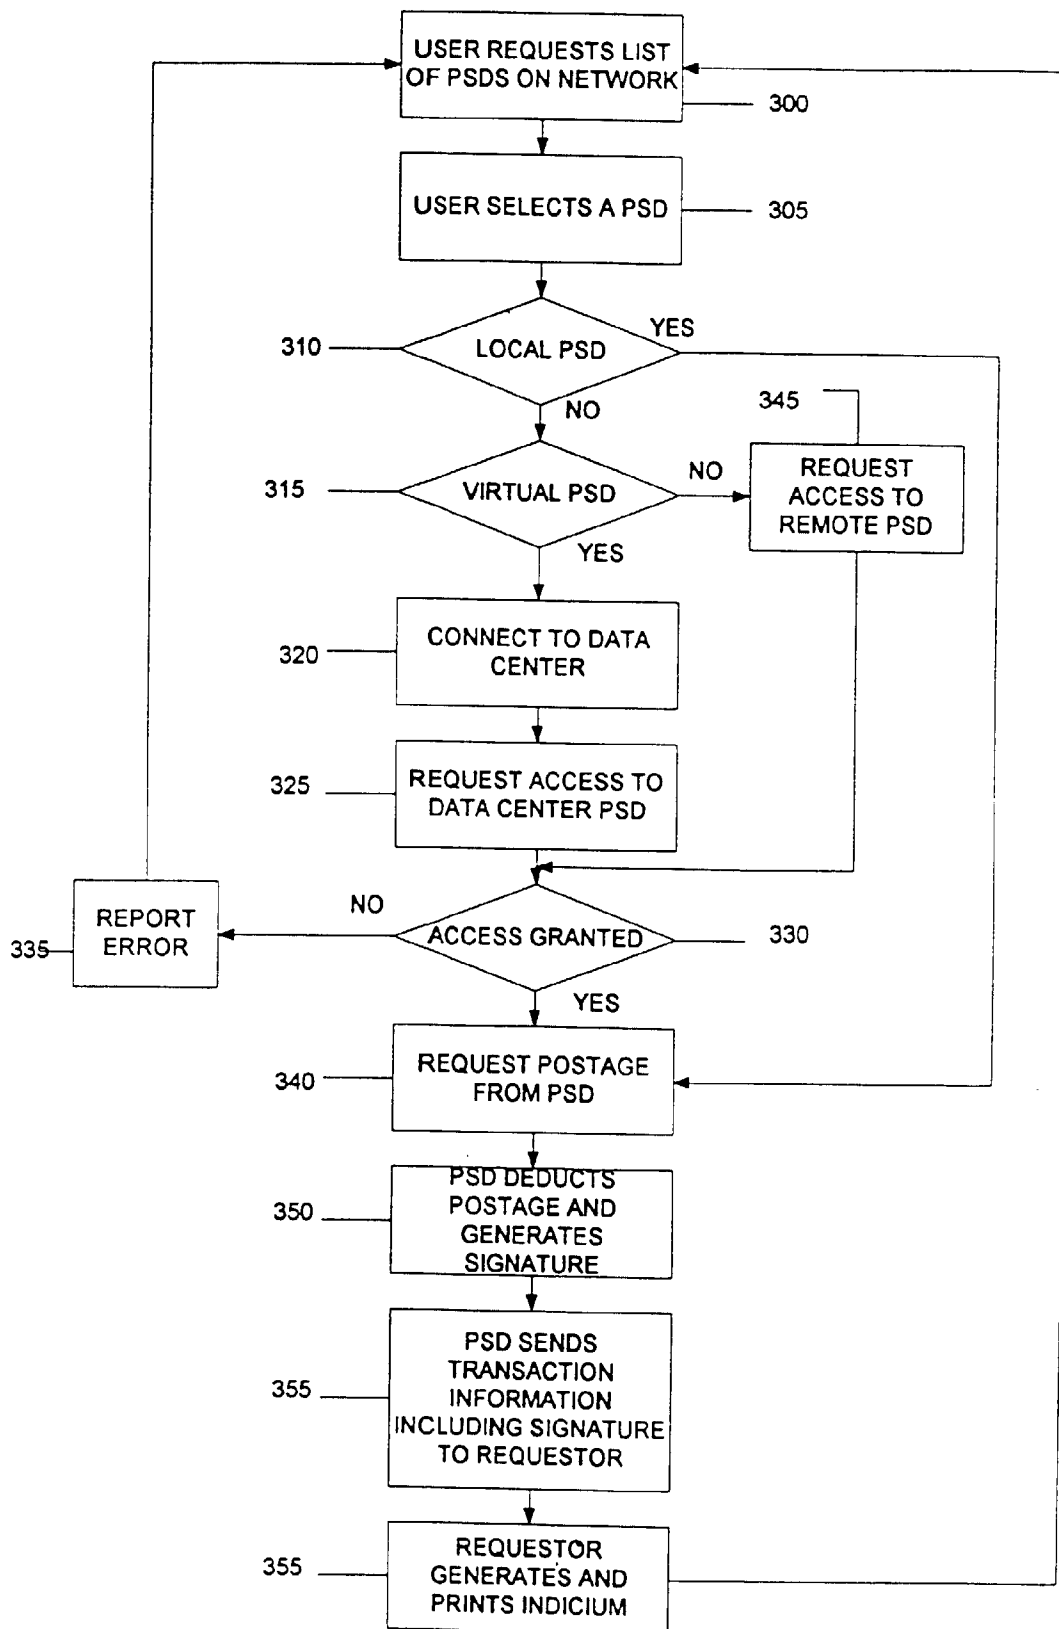 USER REQUESTS LIST
OF PSDS ON NETWORK
300
USER SELECTS A PSD
305
310
LOCAL PSD
YES
NO
345
315
VIRTUAL PSD
NO
REQUEST
ACCESS TO
REMOTE PSD
YES
320
CONNECT TO DATA
CENTER
325
REQUEST ACCESS TO
DATA CENTER PSD
NO
REPORT
ERROR
335
ACCESS GRANTED
330
YES
340
REQUEST POSTAGE
FROM PSD
350
PSD DEDUCTS
POSTAGE AND
GENERATES
SIGNATURE
355
PSD SENDS
TRANSACTION
INFORMATION
INCLUDING SIGNATURE
TO REQUESTOR
355
REQUESTOR
GENERATES AND
PRINTS INDICIUM